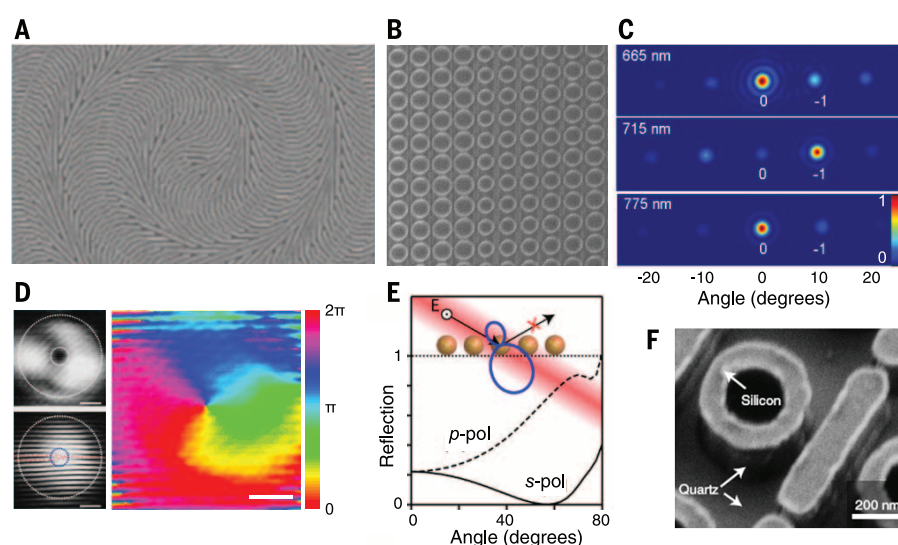 A
B
C
665 nm
0
-1
715 nm
0
-1
775 nm
0
-1
1
0
-20
-10
0
10
20
Angle (degrees)
D
2π
π
0
E
E
1
Reflection
p-pol
s-pol
0
0
40
80
Angle (degrees)
F
Silicon
Quartz
200 nm